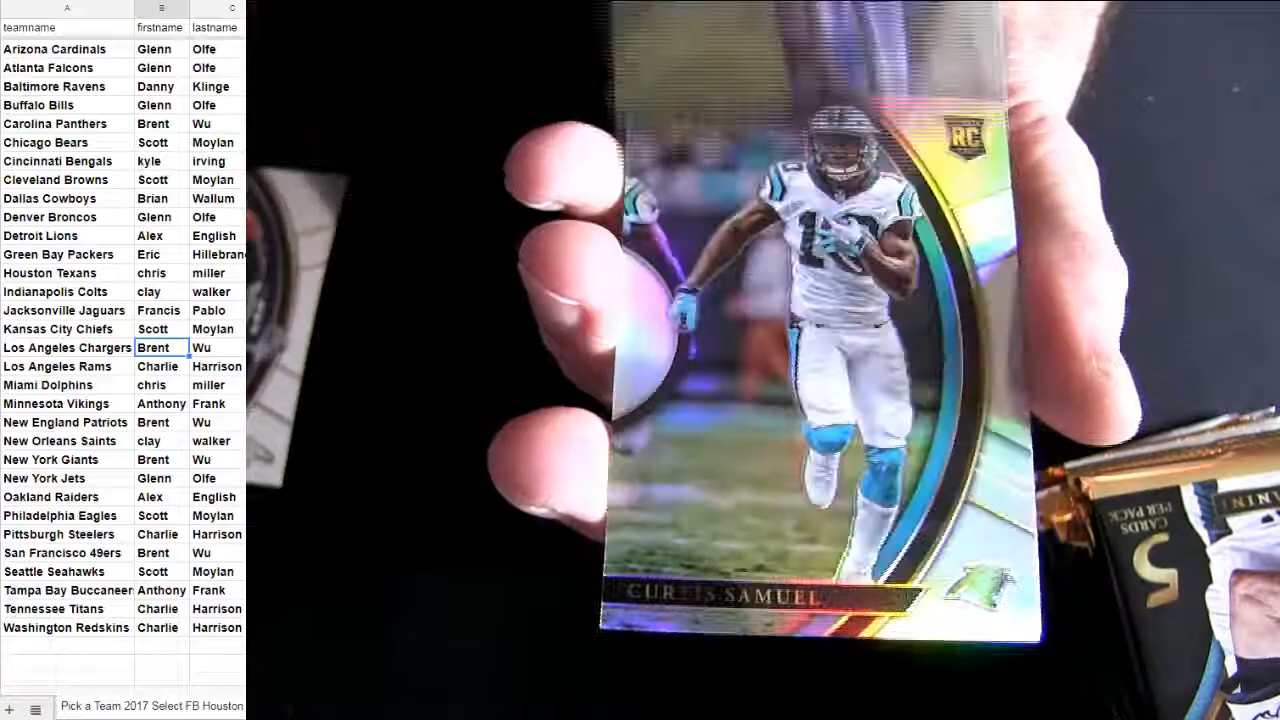 A B C
teamname firstname lastname
Arizona Cardinals Glenn Olfe
Atlanta Falcons Glenn Olfe
Baltimore Ravens Danny Klinge
Buffalo Bills Glenn Olfe
Carolina Panthers Brent Wu
Chicago Bears Scott Moylan
Cincinnati Bengals kyle irving
Cleveland Browns Scott Moylan
Dallas Cowboys Brian Wallum
Denver Broncos Glenn Olfe
Detroit Lions Alex English
Green Bay Packers Eric Hillebran
Houston Texans chris miller
Indianapolis Colts clay walker
Jacksonville Jaguars Francis Pablo
Kansas City Chiefs Scott Moylan
Los Angeles Chargers Brent Wu
Los Angeles Rams Charlie Harrison
Miami Dolphins chris miller
Minnesota Vikings Anthony Frank
New England Patriots Brent Wu
New Orleans Saints clay walker
New York Giants Brent Wu
New York Jets Glenn Olfe
Oakland Raiders Alex English
Philadelphia Eagles Scott Moylan
Pittsburgh Steelers Charlie Harrison
San Francisco 49ers Brent Wu
Seattle Seahawks Scott Moylan
Tampa Bay Buccaneer Anthony Frank
Tennessee Titans Charlie Harrison
Washington Redskins Charlie Harrison
Pick a Team 2017 Select FB Houston
RC
10
CURTIS SAMUEL
5
CARDS
PER PACK